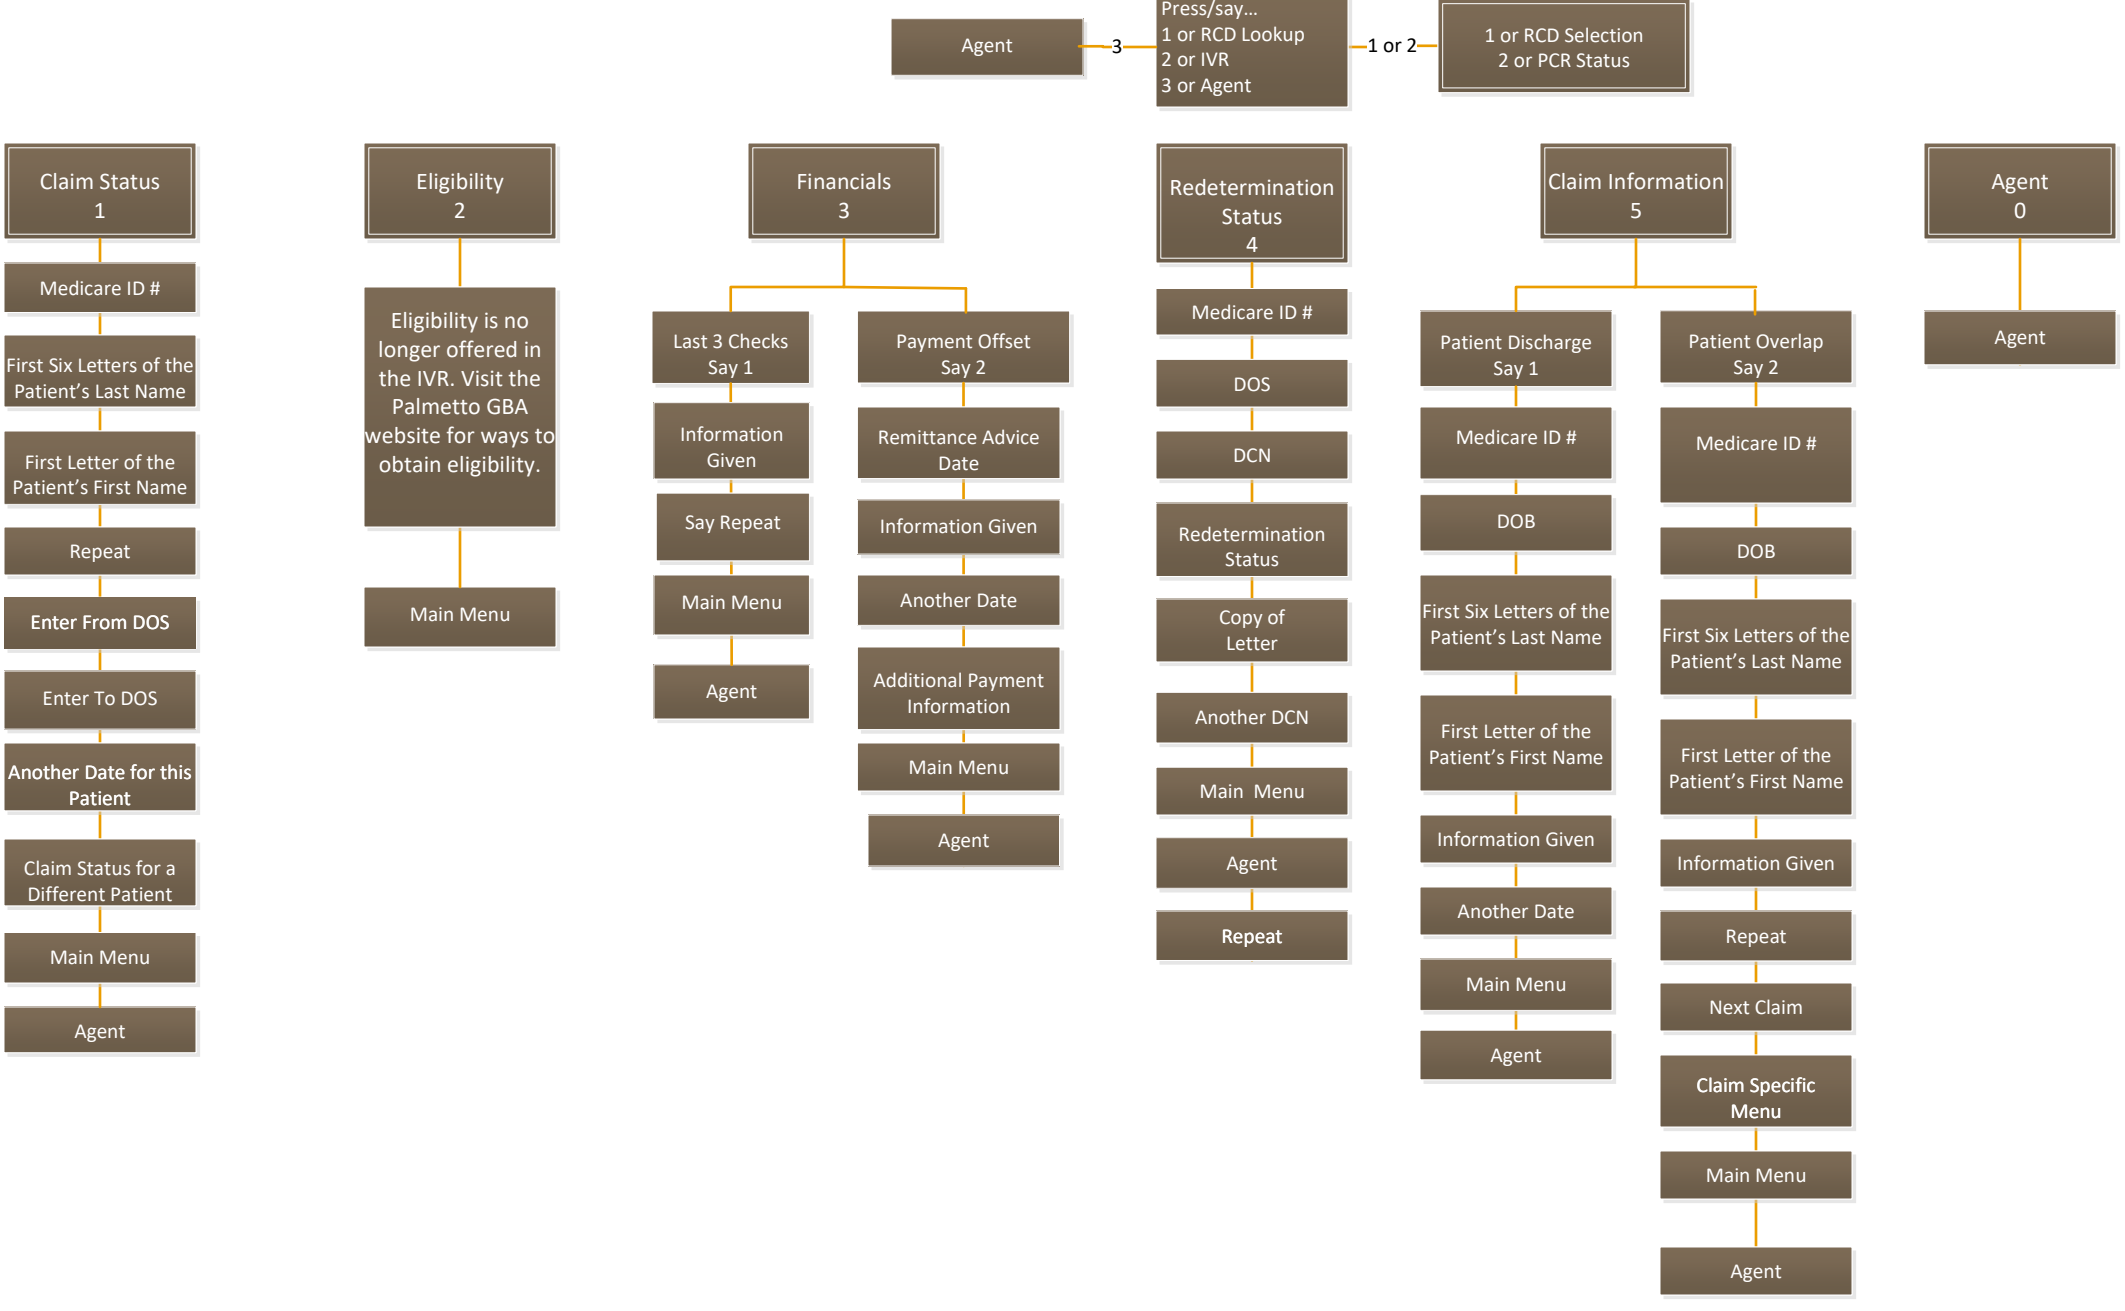 Press/say...
1 or RCD Lookup
2 or IVR
3 or Agent
Agent
3
1 or 2
1 or RCD Selection
2 or PCR Status
Claim Status
1
Medicare ID #
First Six Letters of the
Patient's Last Name
First Letter of the
Patient's First Name
Repeat
Enter From DOS
Enter To DOS
Another Date for this
Patient
Claim Status for a
Different Patient
Main Menu
Agent
Eligibility
2
Eligibility is no
longer offered in
the IVR. Visit the
Palmetto GBA
website for ways to
obtain eligibility.
Main Menu
Financials
3
Last 3 Checks
Say 1
Information
Given
Say Repeat
Main Menu
Agent
Payment Offset
Say 2
Remittance Advice
Date
Information Given
Another Date
Additional Payment
Information
Main Menu
Agent
Redetermination
Status
4
Medicare ID #
DOS
DCN
Redetermination
Status
Copy of
Letter
Another DCN
Main Menu
Agent
Repeat
Claim Information
5
Patient Discharge
Say 1
Medicare ID #
DOB
First Six Letters of the
Patient's Last Name
First Letter of the
Patient's First Name
Information Given
Another Date
Main Menu
Agent
Patient Overlap
Say 2
Medicare ID #
DOB
First Six Letters of the
Patient's Last Name
First Letter of the
Patient's First Name
Information Given
Repeat
Next Claim
Claim Specific
Menu
Main Menu
Agent
Agent
0
Agent